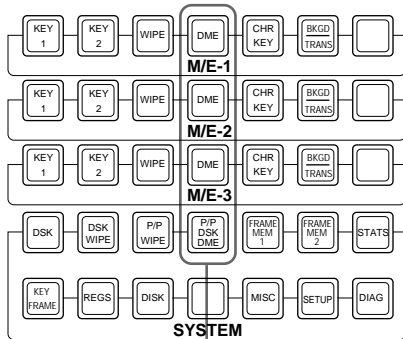 KEY 1 KEY 2 WIPE DME CHR KEY BKGD TRANS
M/E-1
KEY 1 KEY 2 WIPE DME CHR KEY BKGD TRANS
M/E-2
KEY 1 KEY 2 WIPE DME CHR KEY BKGD TRANS
M/E-3
DSK DSK WIPE P/P WIPE P/P DSK DME FRAME MEM 1 FRAME MEM 2 STATS
KEY FRAME REGS DISK MISC SETUP DIAG
SYSTEM